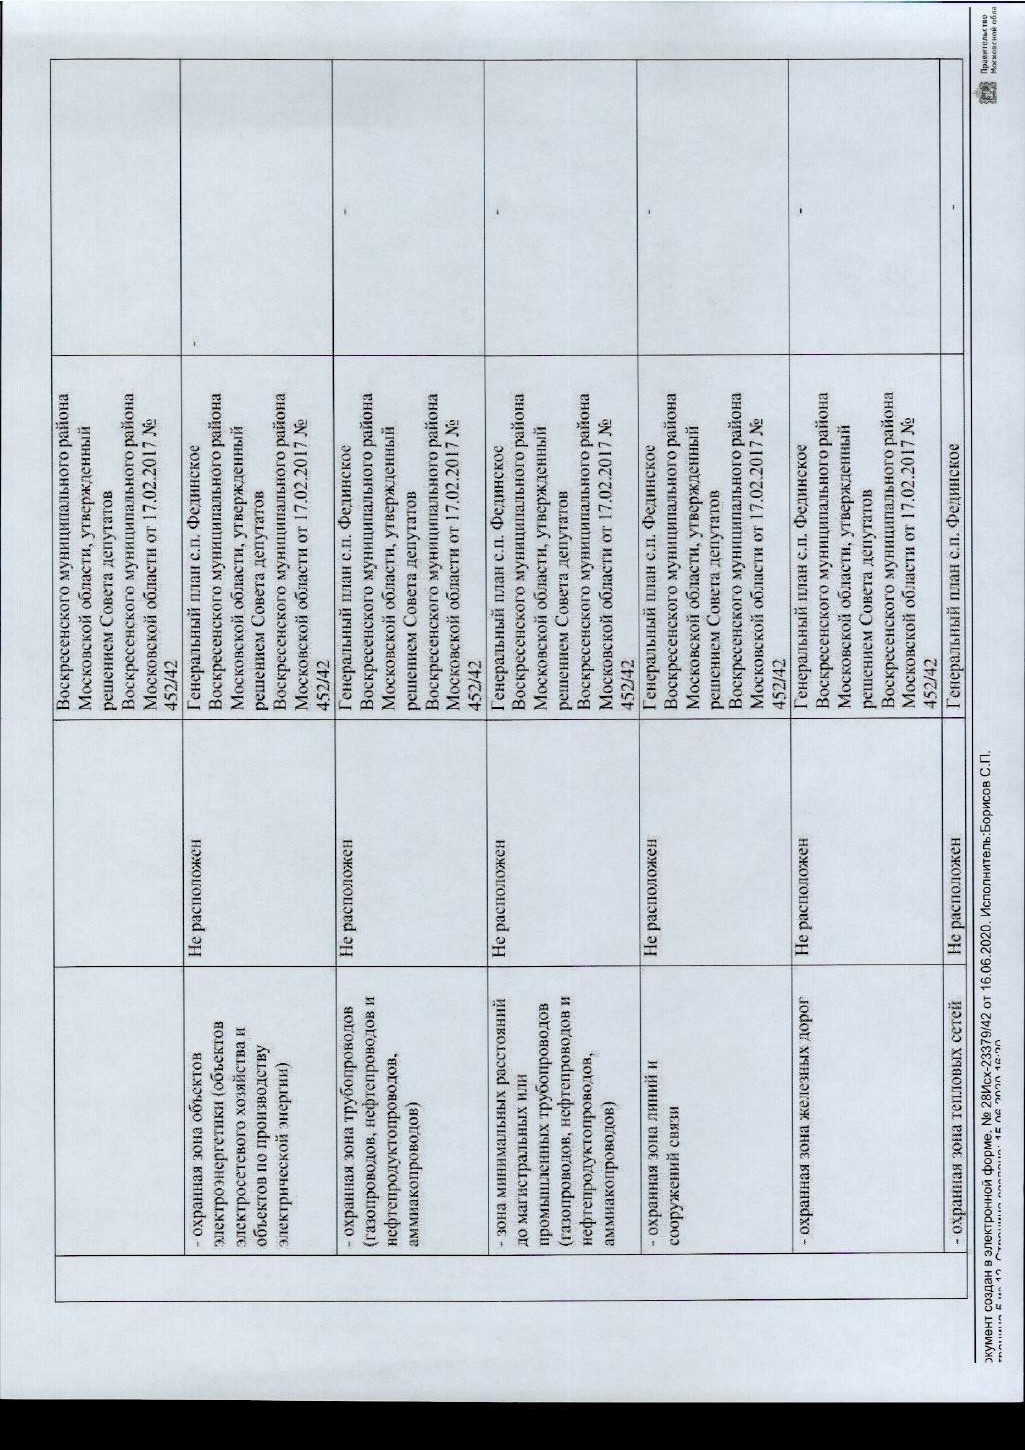 Воскресенского муниципального района
Московской области, утвержденный
решением Совета депутатов
Воскресенского муниципального района
Московской области от 17.02.2017 №
452/42
- охранная зона объектов
электроэнергетики (объектов
электросетевого хозяйства и
объектов по производству
электрической энергии)
Не расположен
Генеральный план с.п. Фединское
Воскресенского муниципального района
Московской области, утвержденный
решением Совета депутатов
Воскресенского муниципального района
Московской области от 17.02.2017 №
452/42
-
- охранная зона трубопроводов
(газопроводов, нефтепроводов и
нефтепродуктопроводов,
аммиакопроводов)
Не расположен
Генеральный план с.п. Фединское
Воскресенского муниципального района
Московской области, утвержденный
решением Совета депутатов
Воскресенского муниципального района
Московской области от 17.02.2017 №
452/42
-
- зона минимальных расстояний
до магистральных или
промышленных трубопроводов
(газопроводов, нефтепроводов и
нефтепродуктопроводов,
аммиакопроводов)
Не расположен
Генеральный план с.п. Фединское
Воскресенского муниципального района
Московской области, утвержденный
решением Совета депутатов
Воскресенского муниципального района
Московской области от 17.02.2017 №
452/42
-
- охранная зона линий и
сооружений связи
Не расположен
Генеральный план с.п. Фединское
Воскресенского муниципального района
Московской области, утвержденный
решением Совета депутатов
Воскресенского муниципального района
Московской области от 17.02.2017 №
452/42
-
- охранная зона железных дорог
Не расположен
Генеральный план с.п. Фединское
Воскресенского муниципального района
Московской области, утвержденный
решением Совета депутатов
Воскресенского муниципального района
Московской области от 17.02.2017 №
452/42
-
- охранная зона тепловых сетей
Не расположен
Генеральный план с.п. Фединское
-
окумент создан в электронной форме. № 28Исх-23379/42 от 16.06.2020. Исполнитель:Борисов С.П.
Правительство
Московской обла